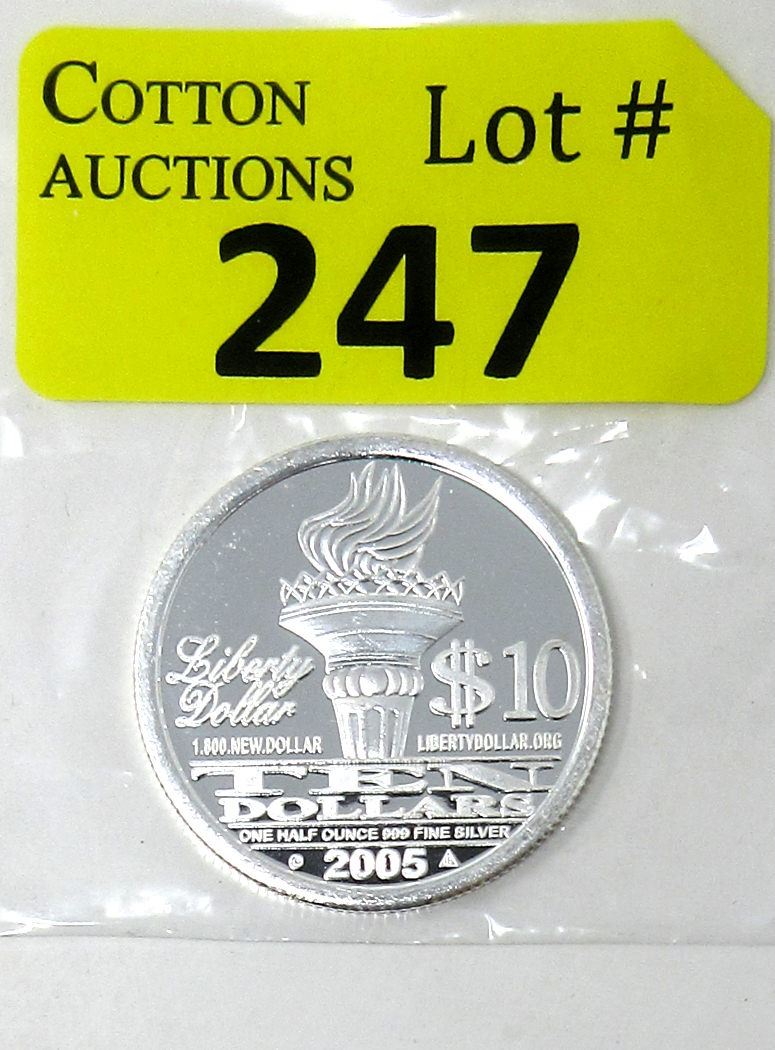 COTTON
AUCTIONS
Lot #
247
Liberty
Dollar
$10
1.800.NEW.DOLLAR
LIBERTYDOLLAR.ORG
TEN
DOLLARS
ONE HALF OUNCE 999 FINE SILVER
2005